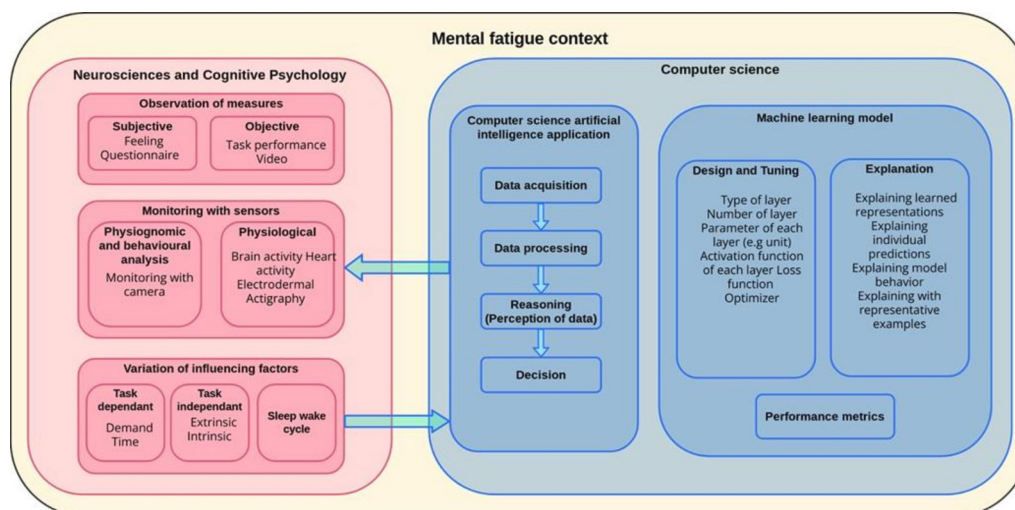 Mental fatigue context
Neurosciences and Cognitive Psychology
Observation of measures
Subjective
Feeling
Questionnaire
Objective
Task performance
Video
Monitoring with sensors
Physiognomic
and behavioural
analysis
Monitoring with
camera
Physiological
Brain activity Heart
activity
Electrodermal
Actigraphy
Variation of influencing factors
Task
dependant
Demand
Time
Task
independant
Extrinsic
Intrinsic
Sleep wake
cycle
Computer science
Computer science artificial
intelligence application
Data acquisition
Data processing
Reasoning
(Perception of data)
Decision
Machine learning model
Design and Tuning
Type of layer
Number of layer
Parameter of each
layer (e.g unit)
Activation function
of each layer Loss
function
Optimizer
Explanation
Explaining learned
representations
Explaining
individual
predictions
Explaining model
behavior
Explaining with
representative
examples
Performance metrics